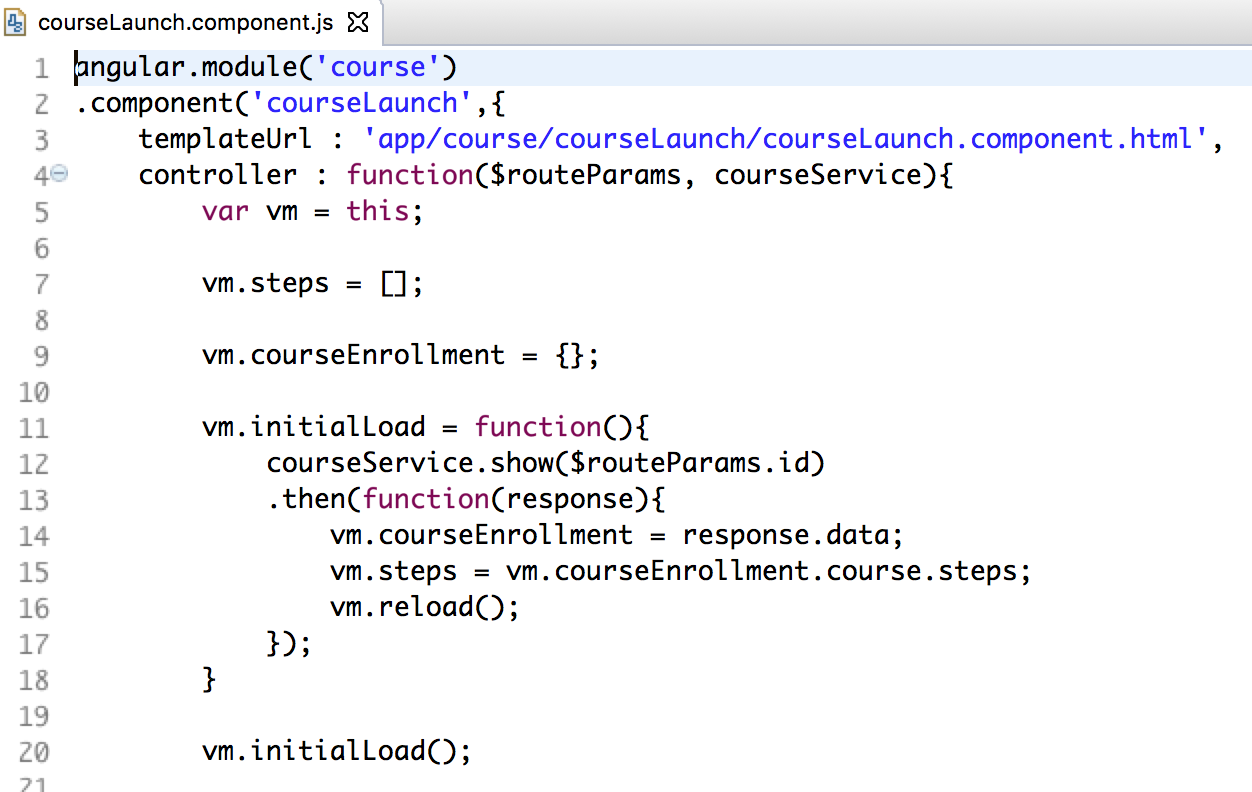 courseLaunch.component.js
1 angular.module('course')
2 .component('courseLaunch',{
3     templateUrl : 'app/course/courseLaunch/courseLaunch.component.html',
4     controller : function($routeParams, courseService){
5         var vm = this;
6
7         vm.steps = [];
8
9         vm.courseEnrollment = {};
10
11         vm.initialLoad = function(){
12             courseService.show($routeParams.id)
13             .then(function(response){
14                 vm.courseEnrollment = response.data;
15                 vm.steps = vm.courseEnrollment.course.steps;
16                 vm.reload();
17             });
18         }
19
20         vm.initialLoad();
21